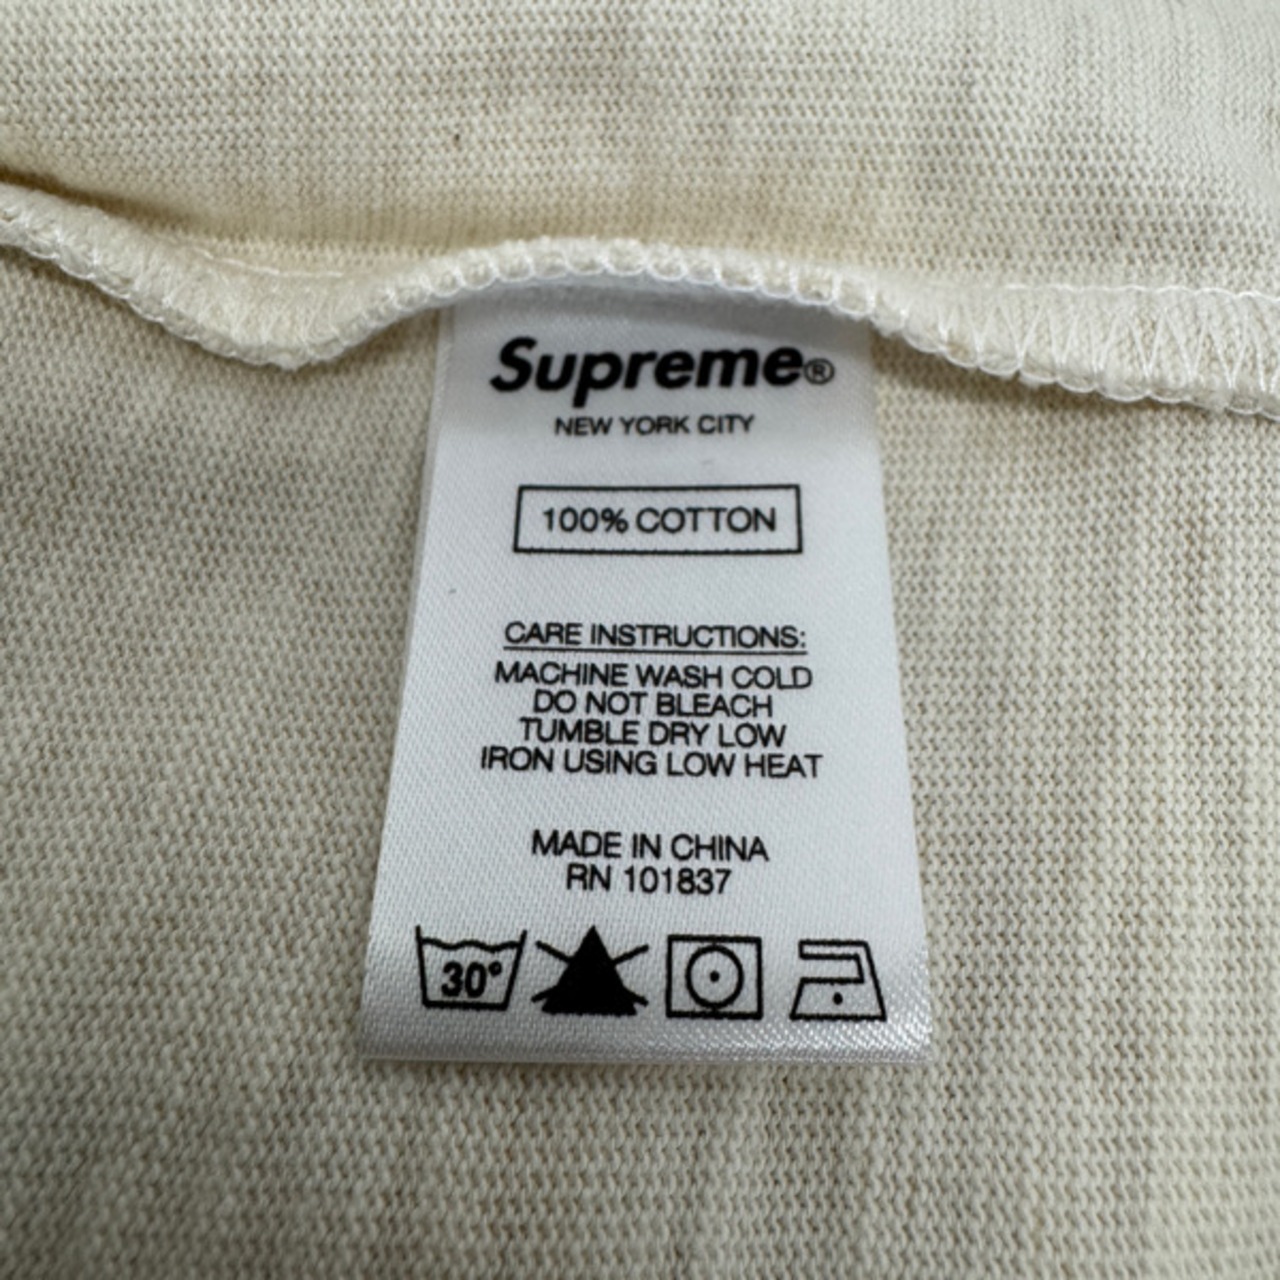 Supreme®
NEW YORK CITY
100% COTTON
CARE INSTRUCTIONS:
MACHINE WASH COLD
DO NOT BLEACH
TUMBLE DRY LOW
IRON USING LOW HEAT
MADE IN CHINA
RN 101837
30°